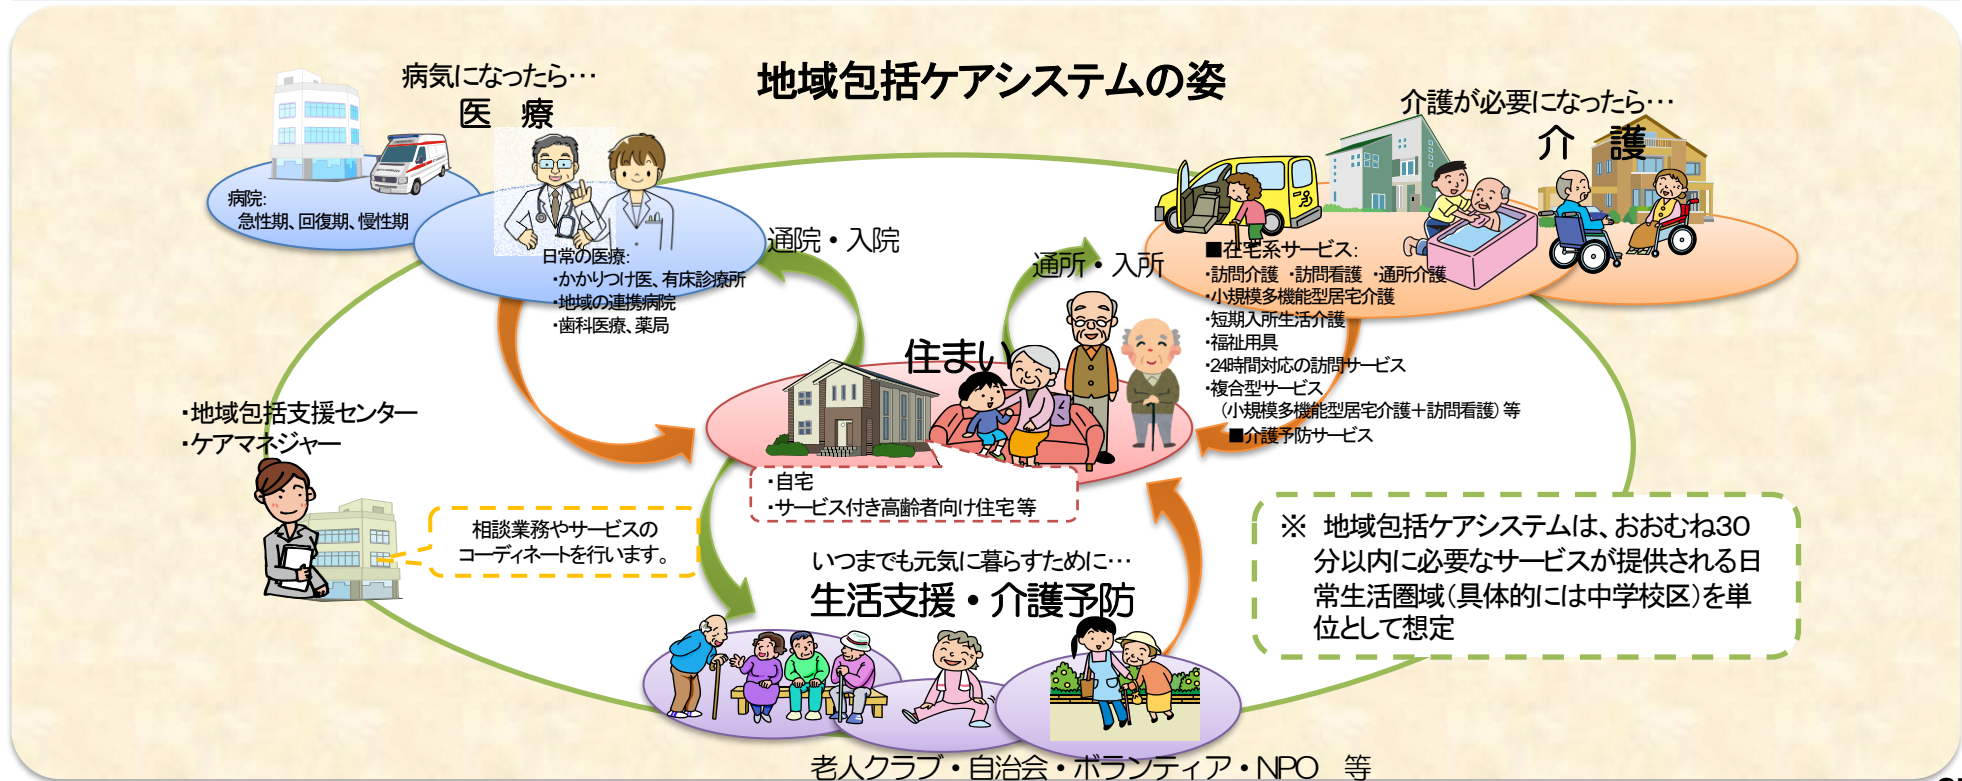 地域包括ケアシステムの姿
病気になったら…
医　療
病院:
急性期、回復期、慢性期
日常の医療:
・かかりつけ医、有床診療所
・地域の連携病院
・歯科医療、薬局
通院・入院
通所・入所
介護が必要になったら…
介　護
■在宅系サービス:
・訪問介護 ・訪問看護 ・通所介護
・小規模多機能型居宅介護
・短期入所生活介護
・福祉用具
・24時間対応の訪問サービス
・複合型サービス
（小規模多機能型居宅介護＋訪問看護）等
■介護予防サービス
住まい
・自宅
・サービス付き高齢者向け住宅 等
・地域包括支援センター
・ケアマネジャー
相談業務やサービスの
コーディネートを行います。
いつまでも元気に暮らすために…
生活支援・介護予防
老人クラブ・自治会・ボランティア・NPO　等
※ 地域包括ケアシステムは、おおむね30
分以内に必要なサービスが提供される日
常生活圏域（具体的には中学校区）を単
位として想定